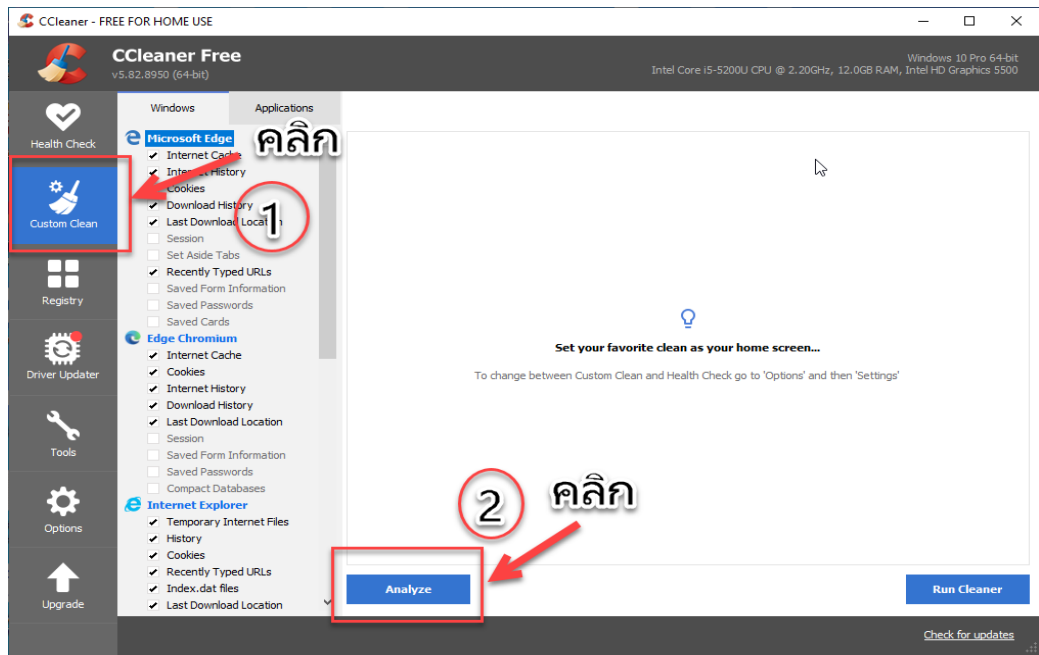 CCleaner - FREE FOR HOME USE
CCleaner Free
v5.82.8950 (64-bit)
Windows 10 Pro 64-bit
Intel Core i5-5200U CPU @ 2.20GHz, 12.0GB RAM, Intel HD Graphics 5500
Health Check
Custom Clean
Registry
Driver Updater
Tools
Options
Upgrade
Windows Applications
Microsoft Edge
Internet Cache
Internet History
Cookies
Download History
Last Download Location
Session
Set Aside Tabs
Recently Typed URLs
Saved Form Information
Saved Passwords
Saved Cards
Edge Chromium
Internet Cache
Cookies
Internet History
Download History
Last Download Location
Session
Saved Form Information
Saved Passwords
Compact Databases
Internet Explorer
Temporary Internet Files
History
Cookies
Recently Typed URLs
Index.dat files
Last Download Location
คลิก
1
Set your favorite clean as your home screen...
To change between Custom Clean and Health Check go to 'Options' and then 'Settings'
2 คลิก
Analyze
Run Cleaner
Check for updates